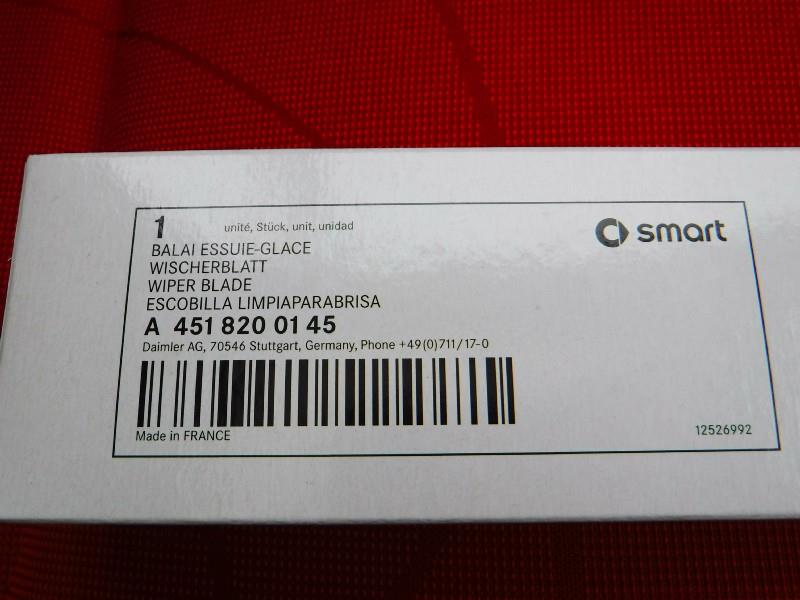 1 unité, Stück, unit, unidad
smart
BALAI ESSUIE-GLACE
WISCHERBLATT
WIPER BLADE
ESCOBILLA LIMPIAPARABRISA
A 451 820 01 45
Daimler AG, 70546 Stuttgart, Germany, Phone +49(0)711/17-0
Made in FRANCE
12526992